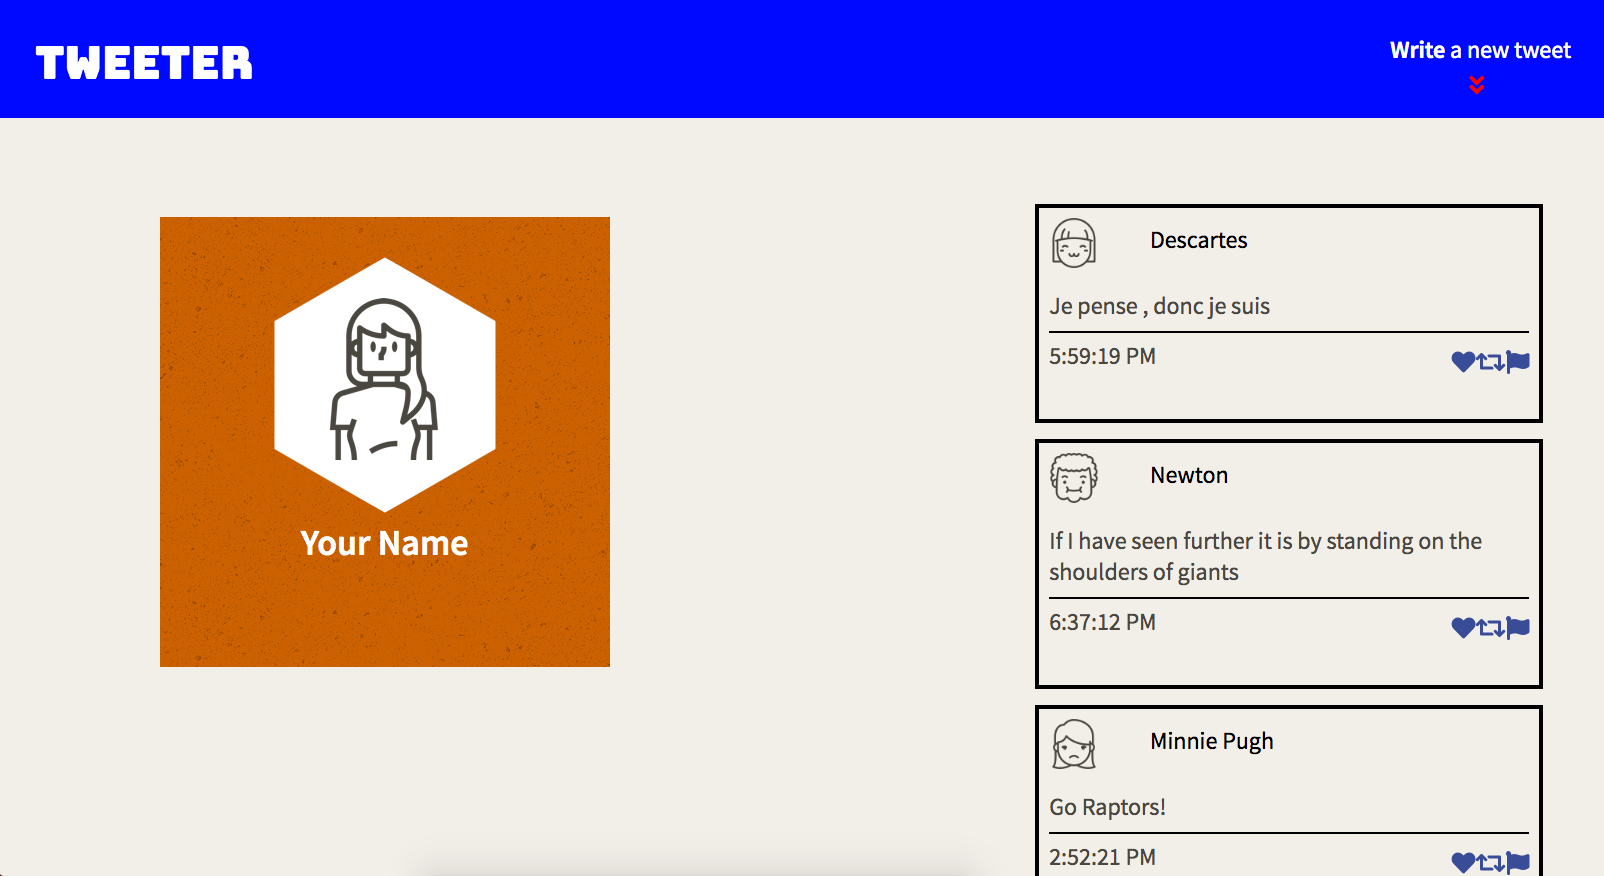 TWEETER
Write a new tweet
Your Name
Descartes
Je pense , donc je suis
5:59:19 PM
Newton
If I have seen further it is by standing on the
shoulders of giants
6:37:12 PM
Minnie Pugh
Go Raptors!
2:52:21 PM